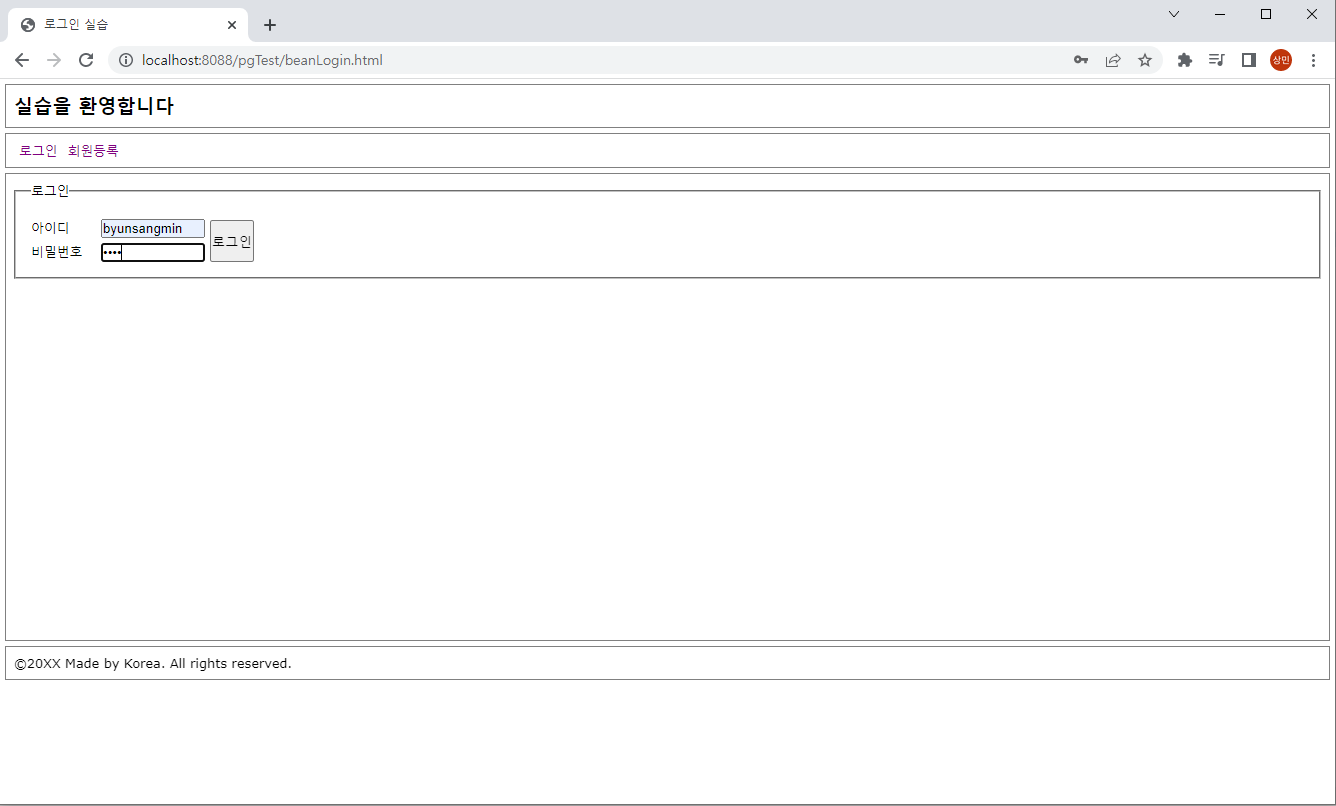 로그인 실습
localhost:8088/pgTest/beanLogin.html
상민
실습을 환영합니다
로그인 회원등록
로그인
아이디 byunsangmin
비밀번호 ••••
로그인
©20XX Made by Korea. All rights reserved.